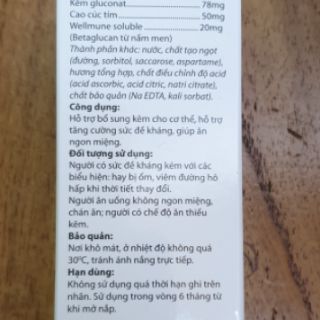 Kẽm gluconat 78mg
Cao cúc tím 50mg
Wellmune soluble 20mg
(Betaglucan từ nấm men)
Thành phần khác: nước, chất tạo ngọt
(đường, sorbitol, saccarose, aspartame),
hương tổng hợp, chất điều chỉnh độ acid
(acid ascorbic, acid citric, natri citrate),
chất bảo quản (Na EDTA, kali sorbat).
Công dụng:
Hỗ trợ bổ sung kẽm cho cơ thể, hỗ trợ
tăng cường sức đề kháng, giúp ăn
ngon miệng.
Đối tượng sử dụng:
Người có sức đề kháng kém với các
biểu hiện: hay bị ốm, viêm đường hô
hấp khi thời tiết thay đổi.
Người ăn uống không ngon miệng,
chán ăn; người có chế độ ăn thiếu
kẽm.
Bảo quản:
Nơi khô mát, ở nhiệt độ không quá
30⁰C, tránh ánh nắng trực tiếp.
Hạn dùng:
Không sử dụng quá thời hạn ghi trên
nhãn. Sử dụng trong vòng 6 tháng từ
khi mở nắp.